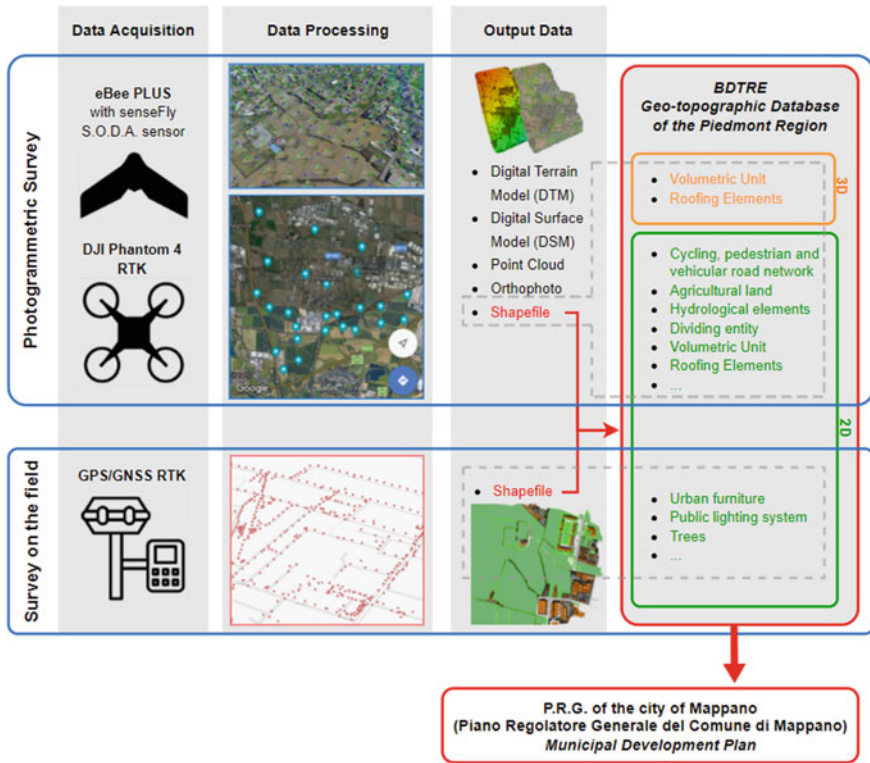 Data Acquisition
Data Processing
Output Data
Photogrammetric Survey
eBee PLUS
with senseFly
S.O.D.A. sensor
DJI Phantom 4
RTK
Google
• Digital Terrain
Model (DTM)
• Digital Surface
Model (DSM)
• Point Cloud
• Orthophoto
• Shapefile
BDTRE
Geo-topographic Database
of the Piedmont Region
3D
• Volumetric Unit
• Roofing Elements
• Cycling, pedestrian and
vehicular road network
• Agricultural land
• Hydrological elements
• Dividing entity
• Volumetric Unit
• Roofing Elements
• ...
2D
Survey on the field
GPS/GNSS RTK
• Shapefile
• Urban furniture
• Public lighting system
• Trees
• ...
P.R.G. of the city of Mappano
(Piano Regolatore Generale del Comune di Mappano)
Municipal Development Plan